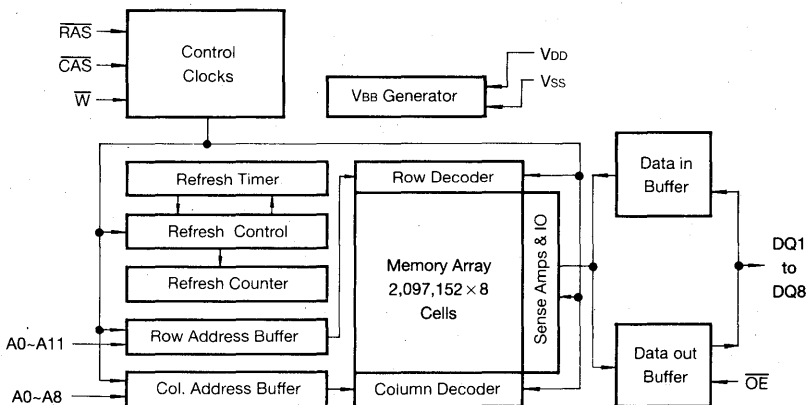 RAS
CAS
W
Control
Clocks
VBB Generator
VDD
VSS
Refresh Timer
Refresh Control
Refresh Counter
Row Address Buffer
Col. Address Buffer
A0~A11
A0~A8
Row Decoder
Memory Array
2,097,152×8
Cells
Column Decoder
Sense Amps & IO
Data in
Buffer
Data out
Buffer
DQ1
to
DQ8
OE